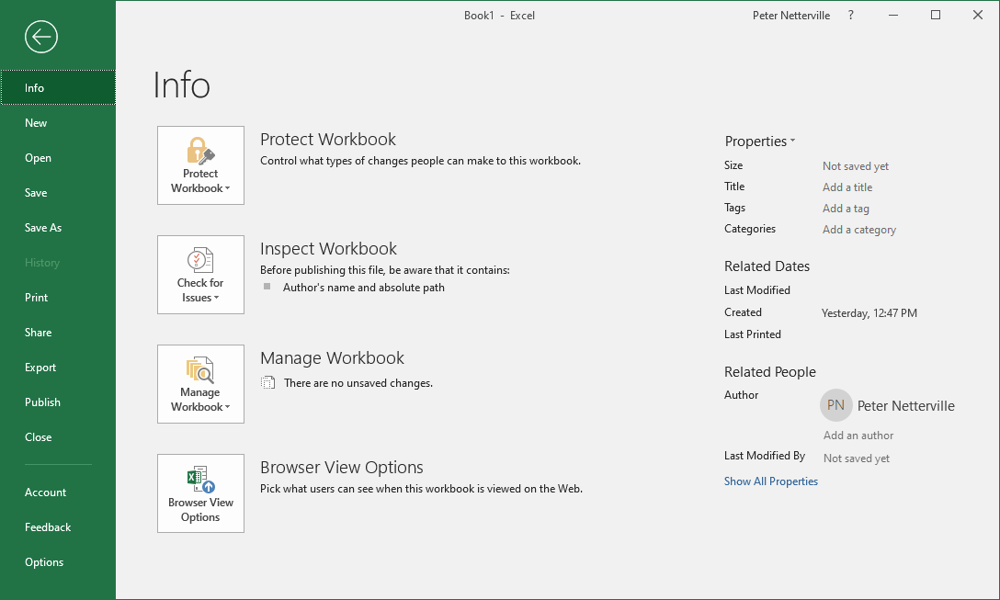 Book1 - Excel
Peter Netterville
?
Info
New
Open
Save
Save As
History
Print
Share
Export
Publish
Close
Account
Feedback
Options
Info
Protect
Workbook
Protect Workbook
Control what types of changes people can make to this workbook.
Check for
Issues
Inspect Workbook
Before publishing this file, be aware that it contains:
Author's name and absolute path
Manage
Workbook
Manage Workbook
There are no unsaved changes.
Browser View
Options
Browser View Options
Pick what users can see when this workbook is viewed on the Web.
Properties
Size Not saved yet
Title Add a title
Tags Add a tag
Categories Add a category
Related Dates
Last Modified
Created Yesterday, 12:47 PM
Last Printed
Related People
Author
PN Peter Netterville
Add an author
Last Modified By Not saved yet
Show All Properties